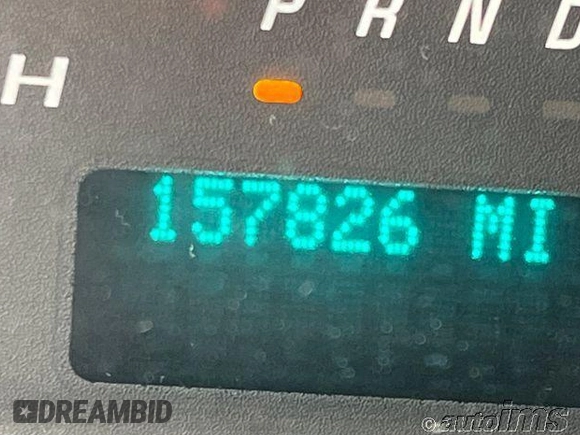 P R N D
H
157826 MI
DREAMBID
© autoims